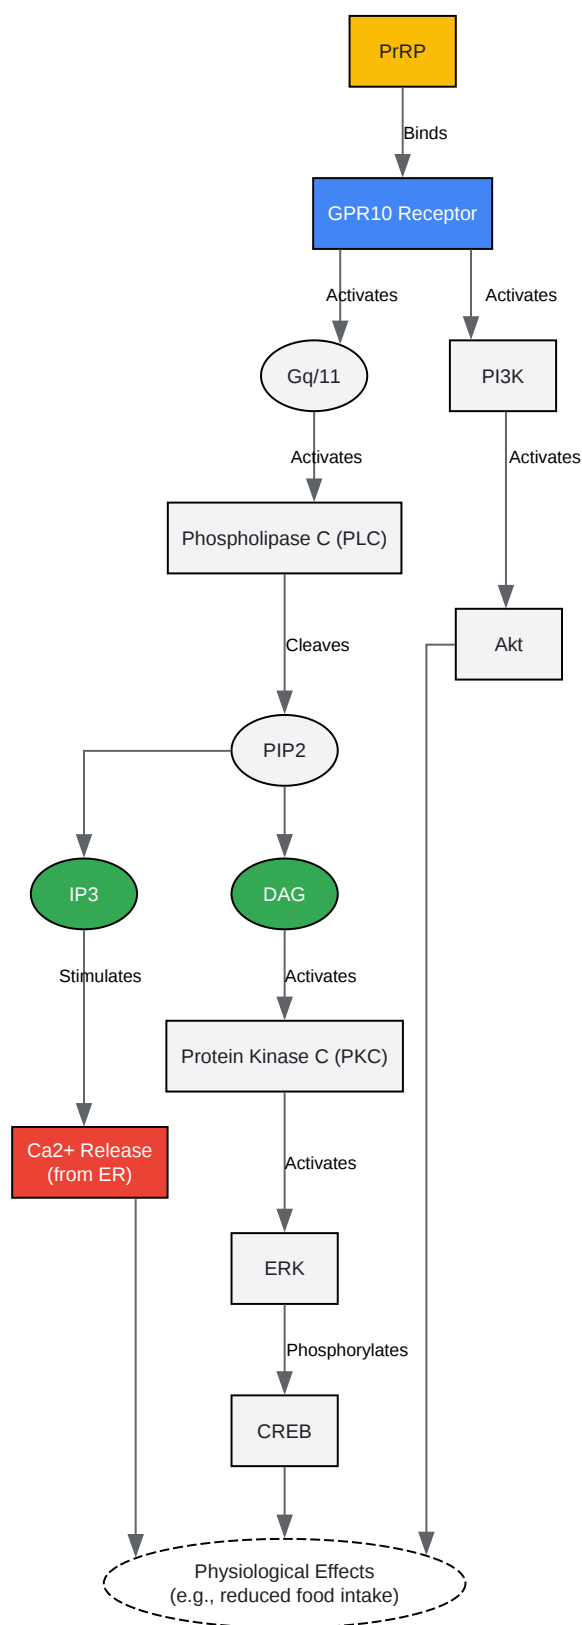 PrRP
Binds
GPR10 Receptor
Activates
Activates
Gq/11
PI3K
Activates
Activates
Phospholipase C (PLC)
Cleaves
Akt
PIP2
IP3
DAG
Stimulates
Activates
Protein Kinase C (PKC)
Ca2+ Release
(from ER)
Activates
ERK
Phosphorylates
CREB
Physiological Effects
(e.g., reduced food intake)